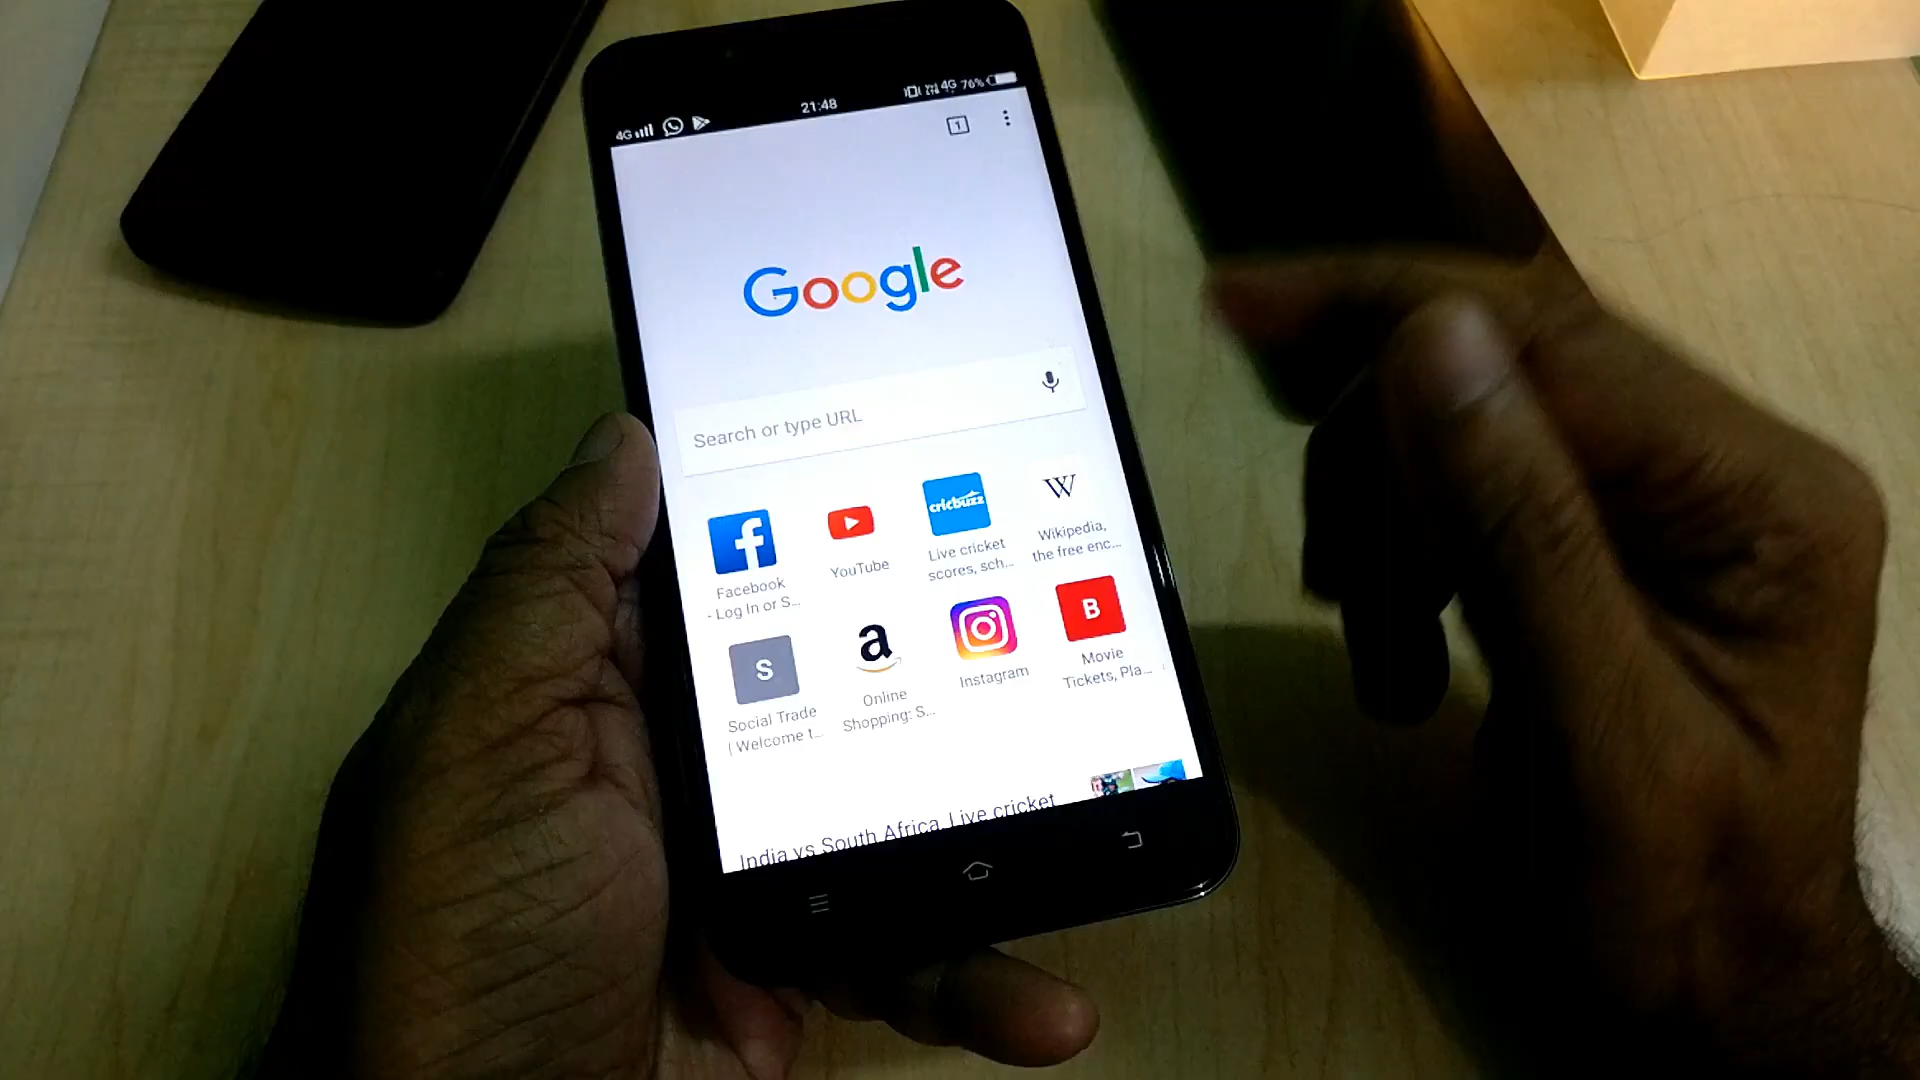 4G
21:48
4G 76%
1
Google
Search or type URL
Facebook
- Log In or S...
YouTube
cricbuzz
Live cricket
scores, sch...
W
Wikipedia,
the free enc...
S
Social Trade
| Welcome t...
a
Online
Shopping: S...
Instagram
B
Movie
Tickets, Pla...
India vs South Africa, Live cricket